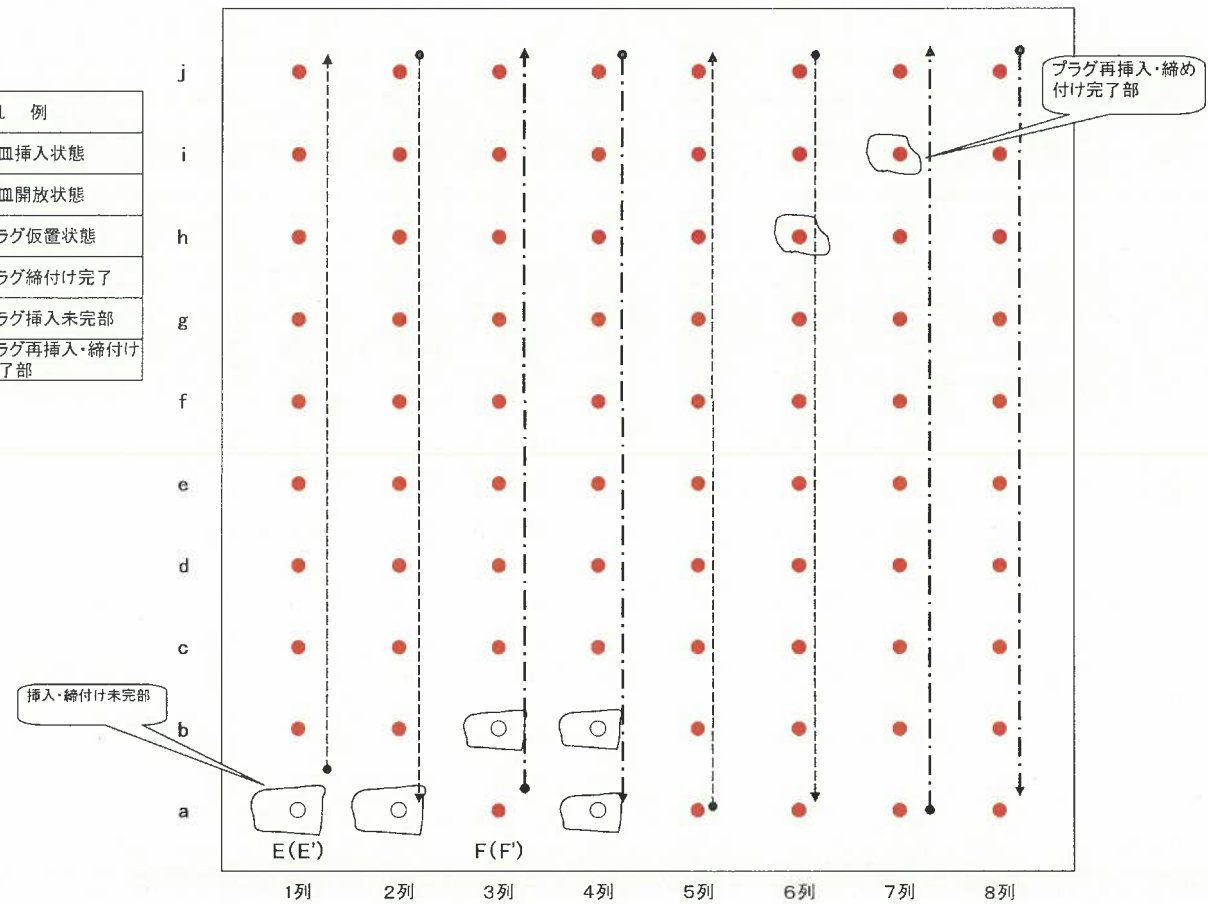 例
皿挿入状態
皿開放状態
ラグ仮置状態
ラグ締付け完了
ラグ挿入未完部
ラグ再挿入・締付け
了部
プラグ再挿入・締め
付け完了部
j
i
h
g
f
e
d
c
b
a
挿入・締付け未完部
E(E')
F(F')
1列 2列 3列 4列 5列 6列 7列 8列